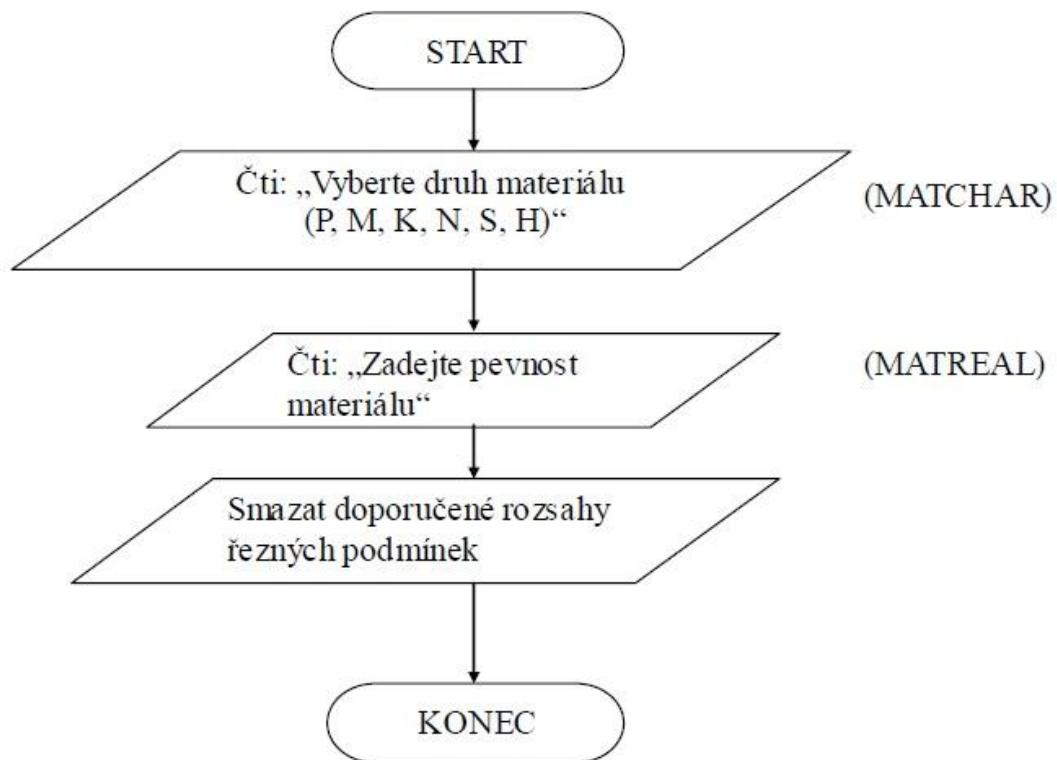 START
Čti: „Vyberte druh materiálu
(P, M, K, N, S, H)“
(MATCHAR)
Čti: „Zadejte pevnost
materiálu“
(MATREAL)
Smazat doporučené rozsahy
řezných podmínek
KONEC